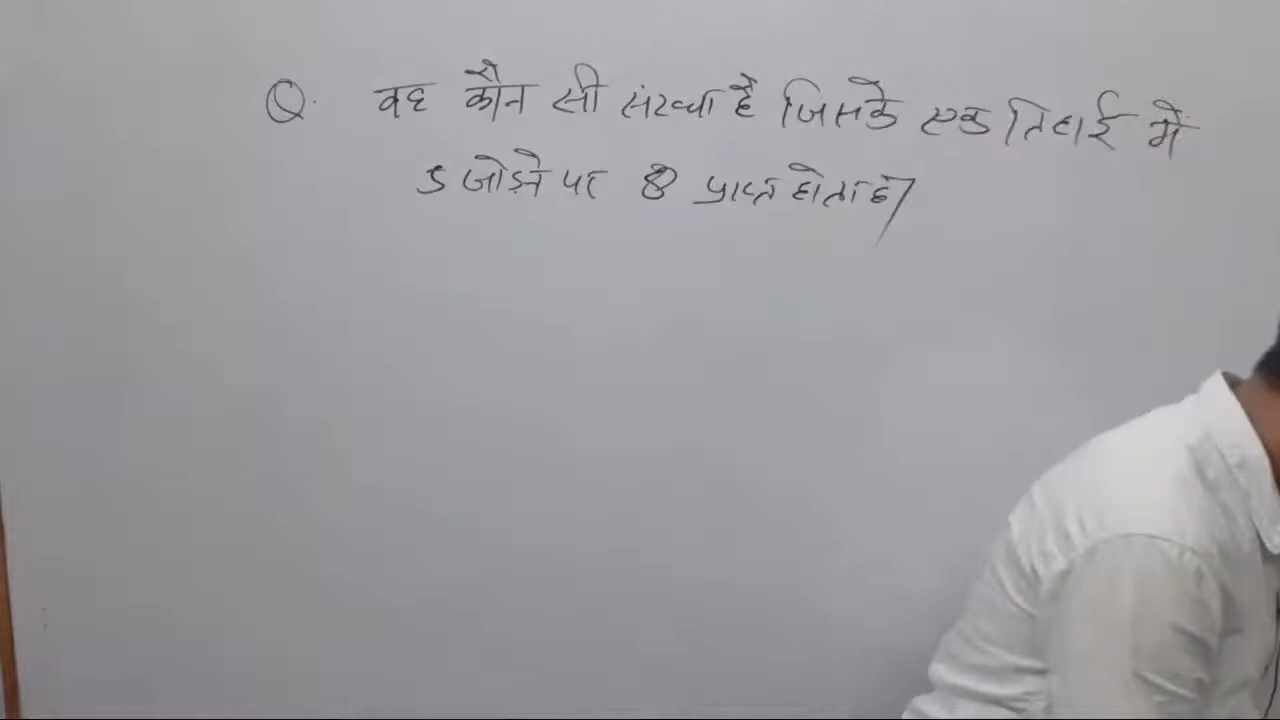 Q. वह कौन सी संख्या है जिसके एक तिहाई में
5 जोड़ने पर 8 प्राप्त होता है।